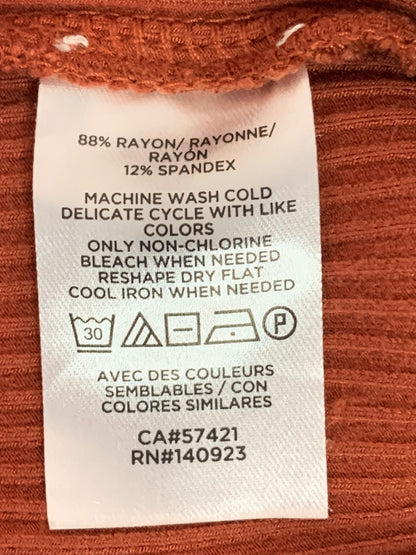 88% RAYON/ RAYONNE/
RAYÓN
12% SPANDEX
MACHINE WASH COLD
DELICATE CYCLE WITH LIKE
COLORS
ONLY NON-CHLORINE
BLEACH WHEN NEEDED
RESHAPE DRY FLAT
COOL IRON WHEN NEEDED
30 P
AVEC DES COULEURS
SEMBLABLES / CON
COLORES SIMILARES
CA#57421
RN#140923